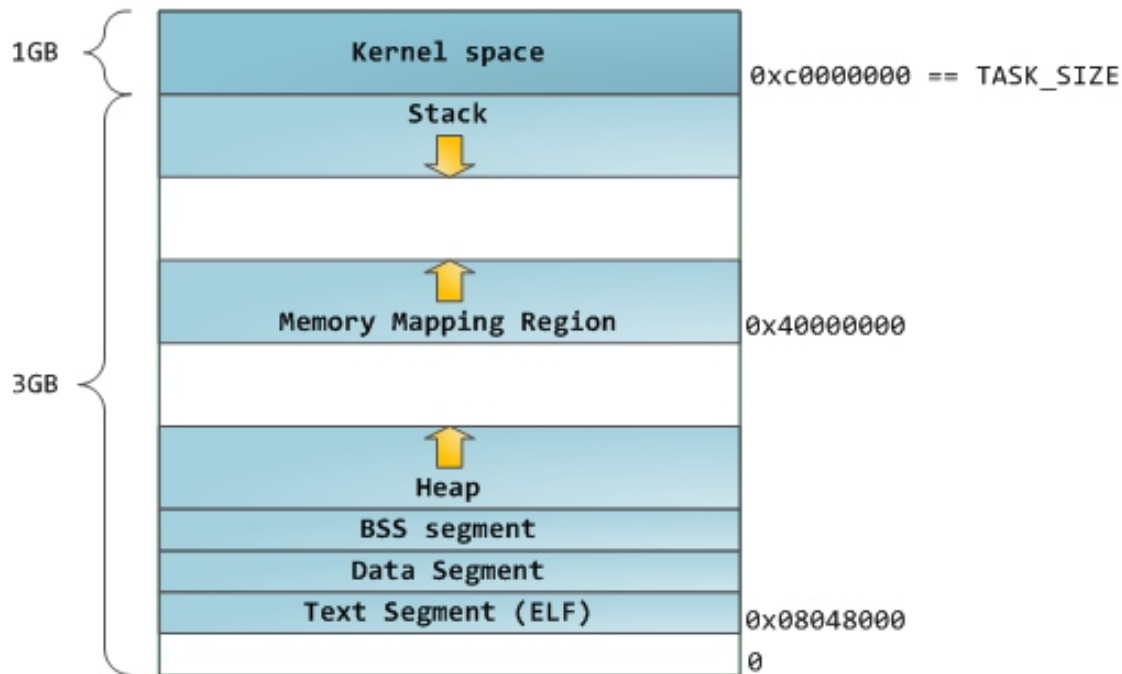 1GB
Kernel space
0xc0000000 == TASK_SIZE
Stack
Memory Mapping Region
0x40000000
3GB
Heap
BSS segment
Data Segment
Text Segment (ELF)
0x08048000
0